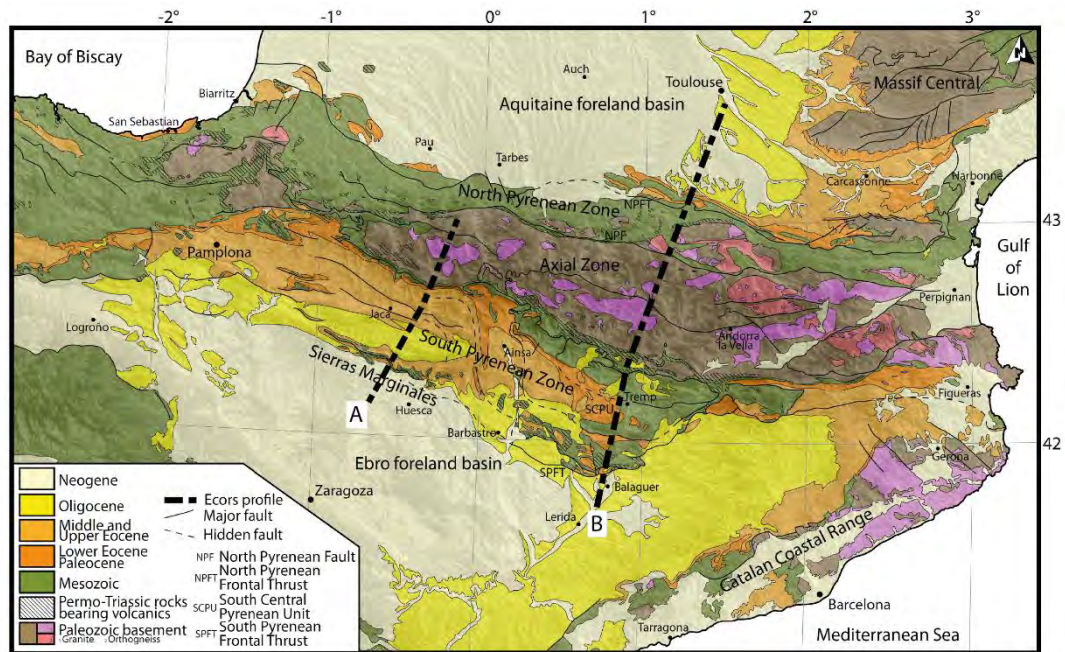 -2°
-1°
0°
1°
2°
3°
N
Bay of Biscay
Biarritz
San Sebastian
Auch
Toulouse
Massif Central
Aquitaine foreland basin
Pau
Tarbes
Carcassonne
Narbonne
North Pyrenean Zone
NPFT
NPF
43
Pamplona
Axial Zone
Gulf
of
Lion
Perpignan
Logroño
Jaca
Andorra
la Vella
South Pyrenean Zone
Ainsa
Sierras Marginales
SCPU
Tremp
Figueras
A
Huesca
Barbastro
42
Gerona
Ebro foreland basin
SPFT
Balaguer
Zaragoza
Lerida
B
Catalan Coastal Range
Barcelona
Tarragona
Mediterranean Sea
Neogene
Oligocene
Middle and
Upper Eocene
Lower Eocene
Paleocene
Mesozoic
Permo-Triassic rocks
bearing volcanics
Paleozoic basement
Granite
Orthogneiss
Ecors profile
Major fault
Hidden fault
NPF North Pyrenean Fault
NPFT North Pyrenean
Frontal Thrust
SCPU South Central
Pyrenean Unit
SPFT South Pyrenean
Frontal Thrust